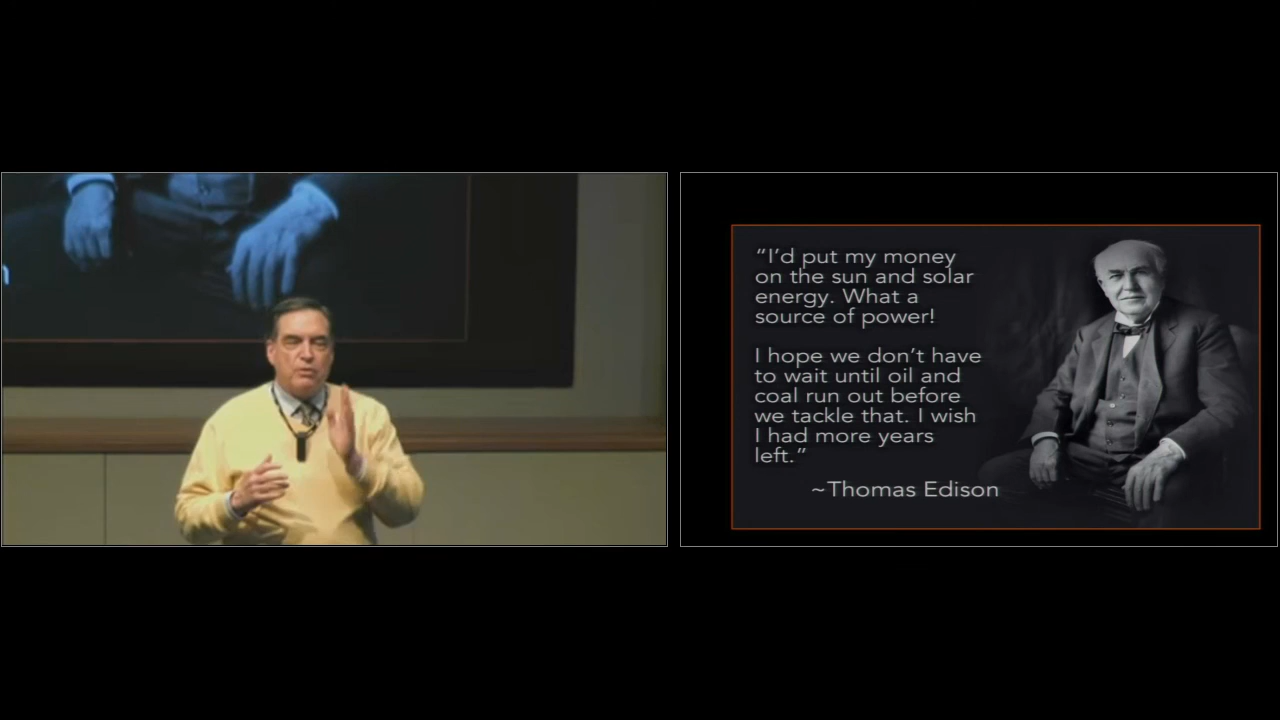 “I’d put my money
on the sun and solar
energy. What a
source of power!
I hope we don’t have
to wait until oil and
coal run out before
we tackle that. I wish
I had more years
left.”
~Thomas Edison